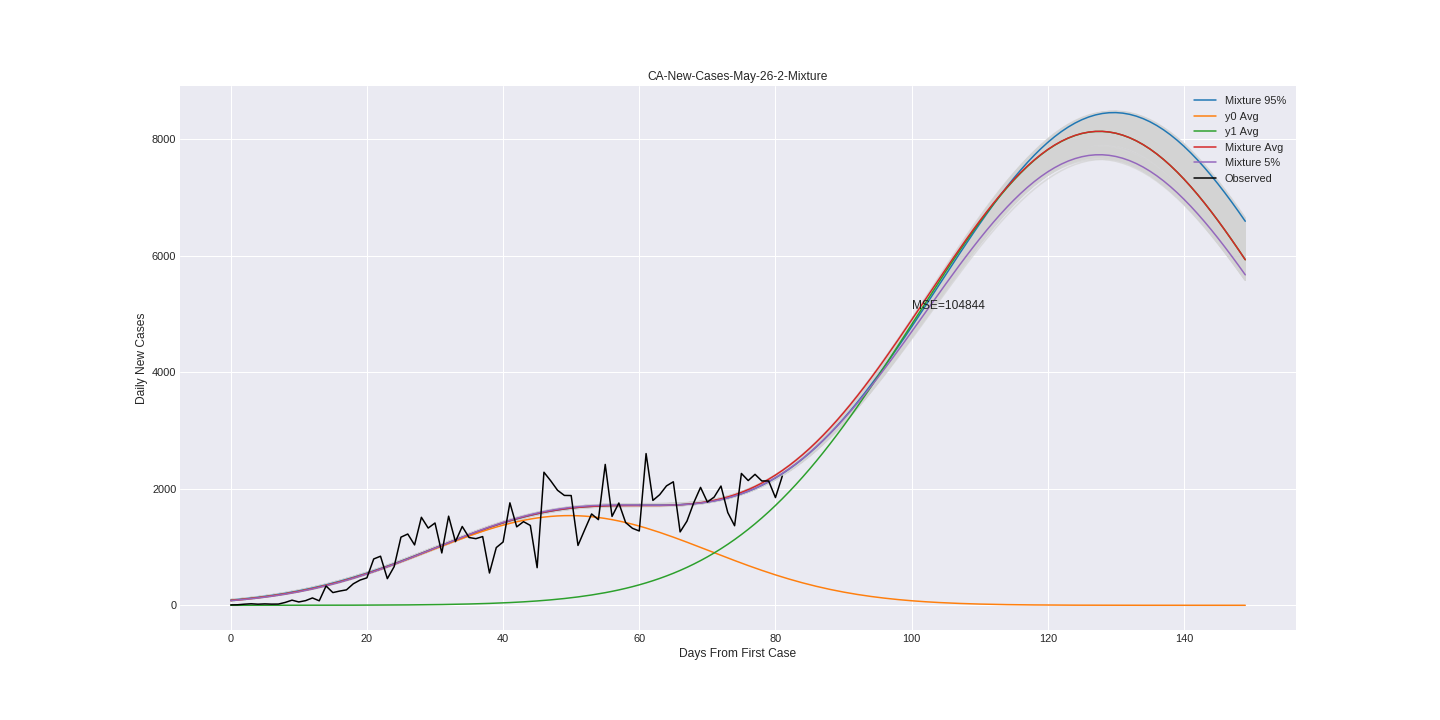 CA-New-Cases-May-26-2-Mixture
Mixture 95%
y0 Avg
y1 Avg
Mixture Avg
Mixture 5%
Observed
8000
6000
4000
2000
0
Daily New Cases
MSE=104844
0 20 40 60 80 100 120 140
Days From First Case